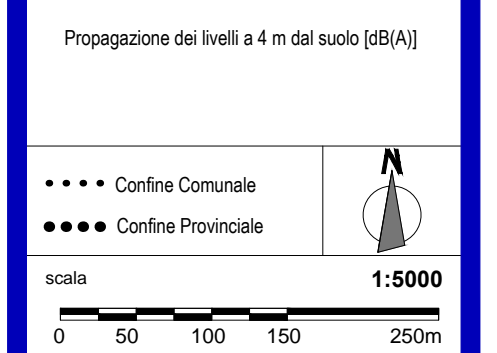 Propagazione dei livelli a 4 m dal suolo [dB(A)]
N
Confine Comunale
Confine Provinciale
scala 1:5000
0 50 100 150 250m